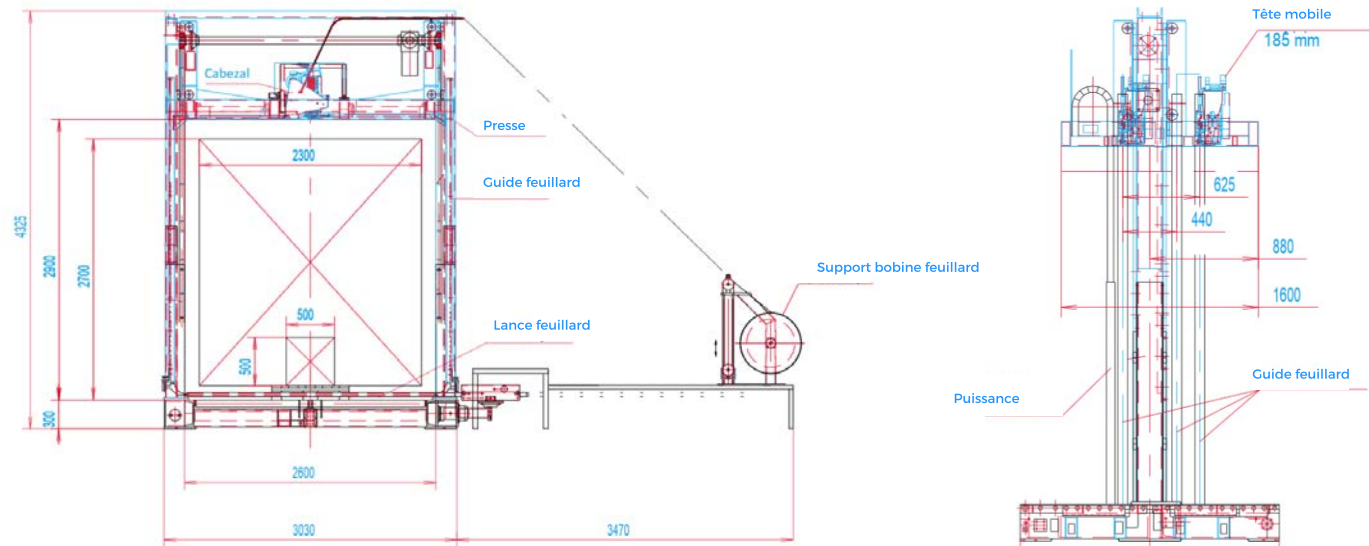 Cabezal
Presse
2300
Guide feuillard
4325
2900
2700
500
500
Support bobine feuillard
Lance feuillard
300
2600
3030
3470
Tête mobile
185 mm
625
440
880
1600
Guide feuillard
Puissance